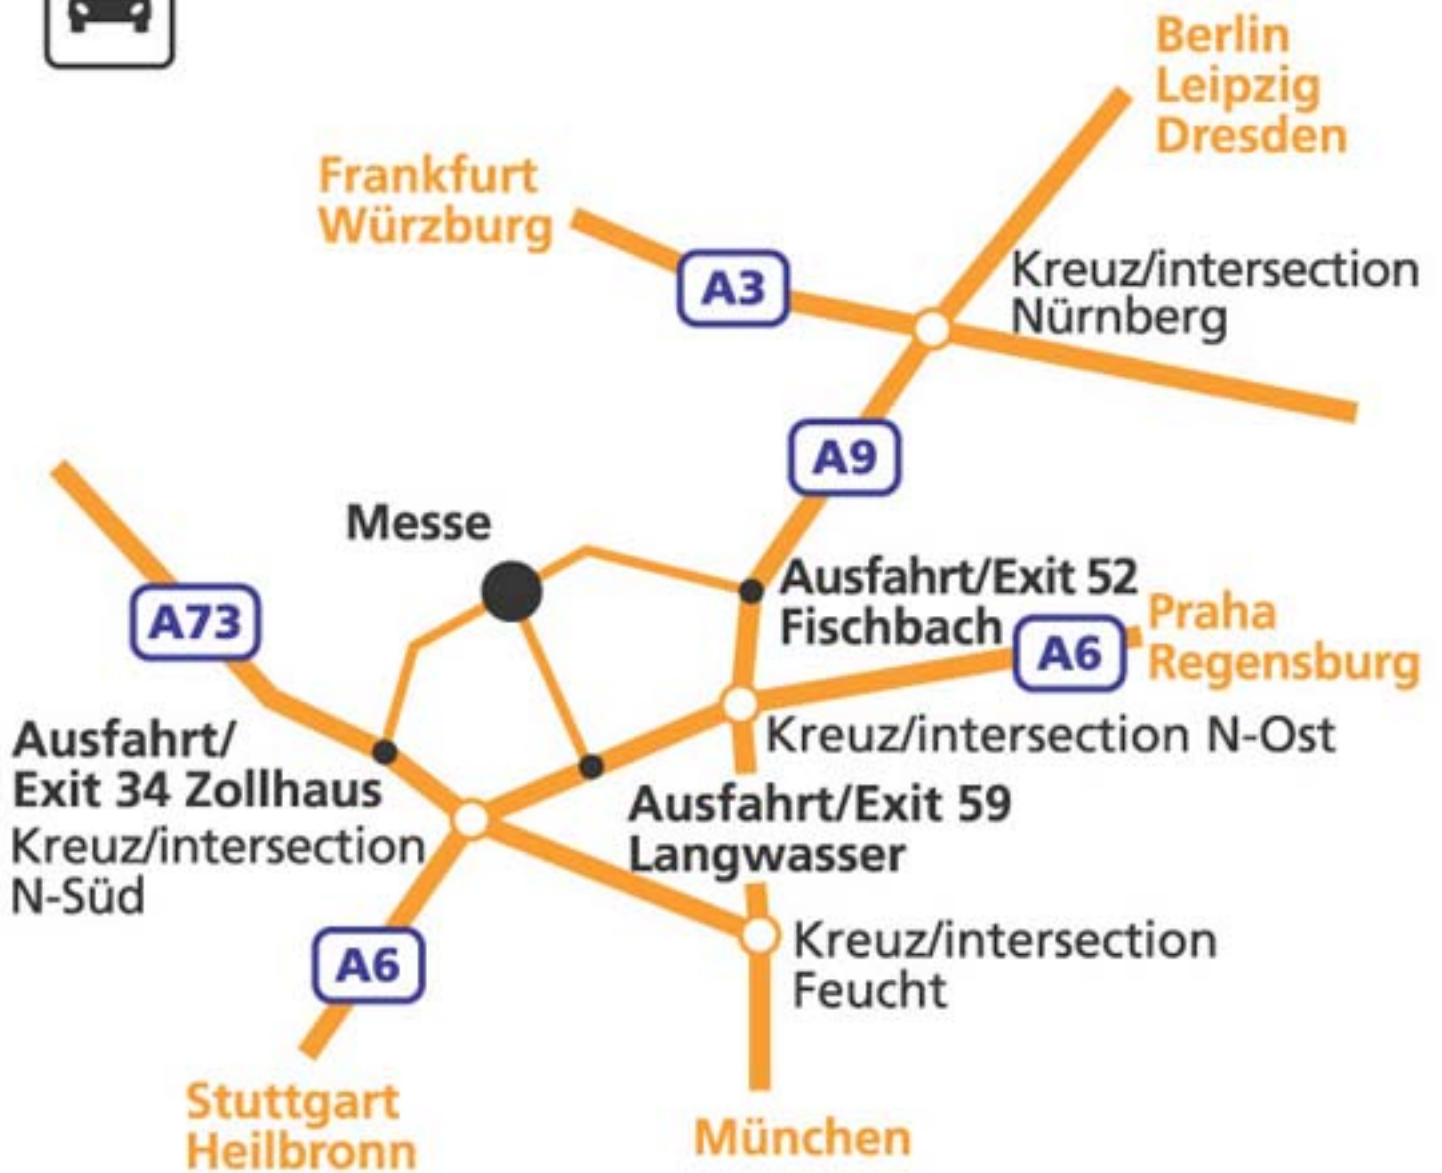 Berlin
Leipzig
Dresden
Frankfurt
Würzburg
A3
Kreuz/intersection
Nürnberg
A9
Messe
Ausfahrt/Exit 52
Fischbach
Praha
Regensburg
A6
A73
Kreuz/intersection N-Ost
Ausfahrt/
Exit 34 Zollhaus
Kreuz/intersection
N-Süd
Ausfahrt/Exit 59
Langwasser
A6
Kreuz/intersection
Feucht
Stuttgart
Heilbronn
München